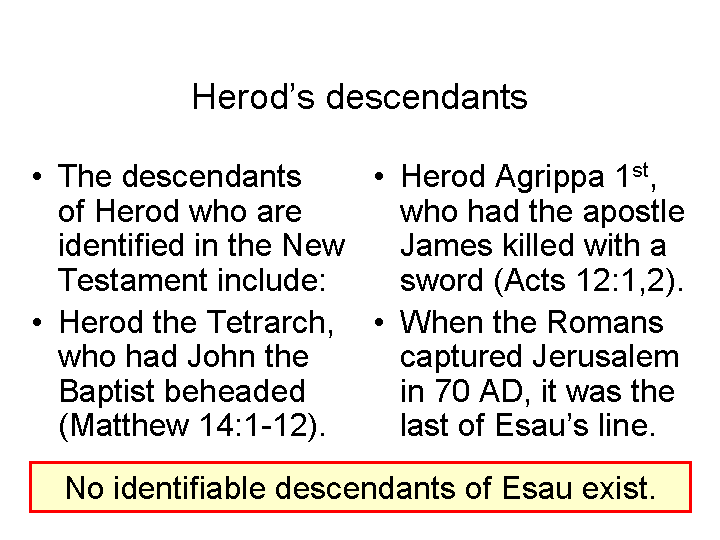 Herod’s descendants
• The descendants
of Herod who are
identified in the New
Testament include:
• Herod the Tetrarch,
who had John the
Baptist beheaded
(Matthew 14:1-12).
• Herod Agrippa 1st,
who had the apostle
James killed with a
sword (Acts 12:1,2).
• When the Romans
captured Jerusalem
in 70 AD, it was the
last of Esau’s line.
No identifiable descendants of Esau exist.